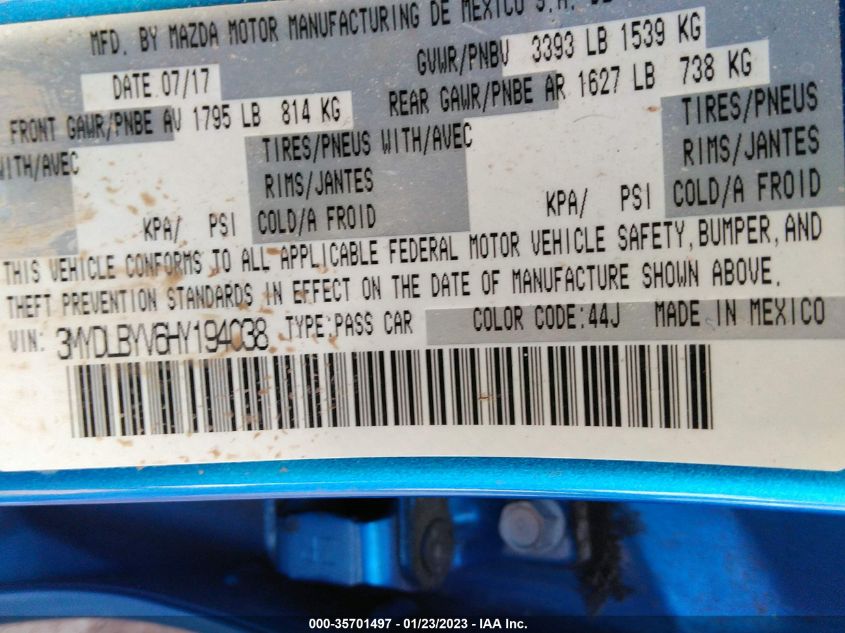 MFD. BY MAZDA MOTOR MANUFACTURING DE MEXICO S.A. DE
DATE 07/17 GVWR/PNBV 3393 LB 1539 KG
FRONT GAWR/PNBE AV 1795 LB 814 KG REAR GAWR/PNBE AR 1627 LB 738 KG
WITH/AVEC TIRES/PNEUS WITH/AVEC TIRES/PNEUS
RIMS/JANTES RIMS/JANTES
KPA/ PSI COLD/A FROID KPA/ PSI COLD/A FROID
THIS VEHICLE CONFORMS TO ALL APPLICABLE FEDERAL MOTOR VEHICLE SAFETY, BUMPER, AND
THEFT PREVENTION STANDARDS IN EFFECT ON THE DATE OF MANUFACTURE SHOWN ABOVE.
VIN: 3MYDLBYV6HY194038 TYPE:PASS CAR COLOR CODE:44J MADE IN MEXICO
000-35701497 - 01/23/2023 - IAA Inc.